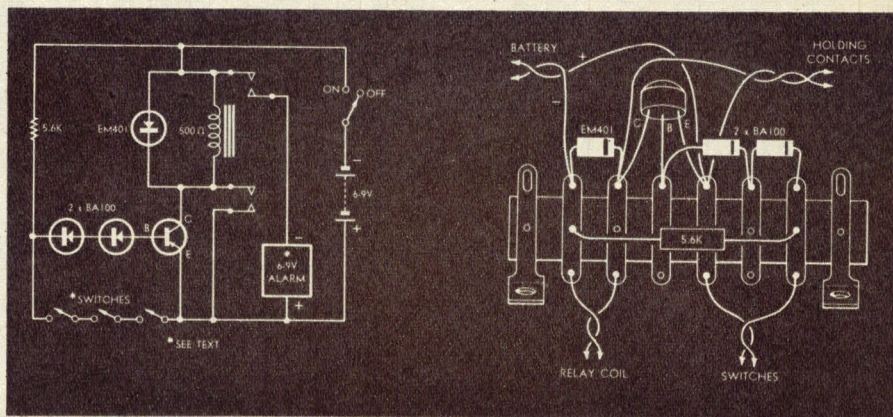 5.6K
EM401
500 Ω
ON
OFF
−
6-9V
+
2 x BA100
C
B
E
−
*
6-9V
ALARM
+
*SWITCHES
*SEE TEXT
BATTERY
+
−
HOLDING
CONTACTS
C
B
E
EM401
2 x BA100
5.6K
RELAY COIL
SWITCHES